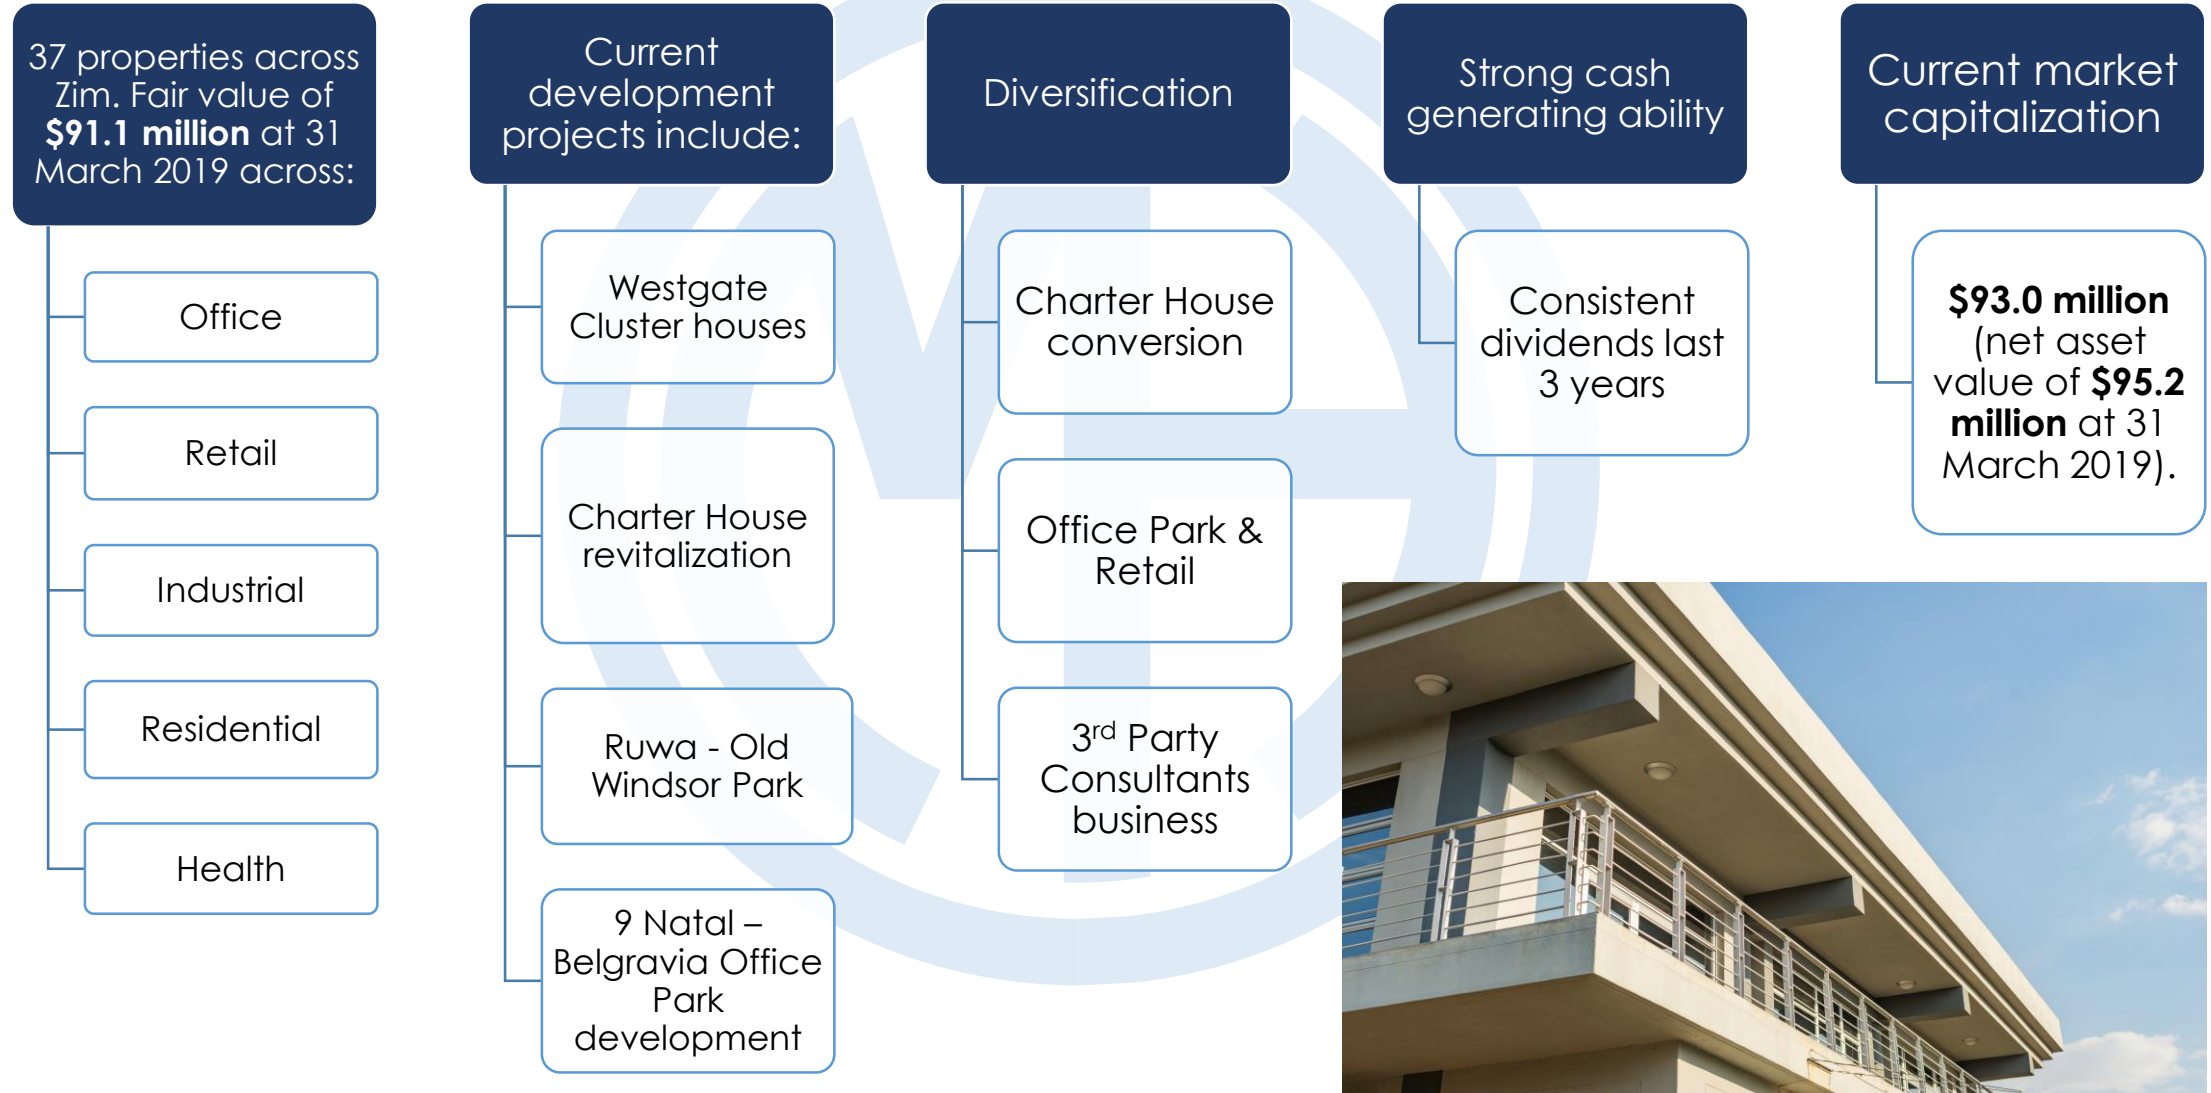 37 properties across
Zim. Fair value of
$91.1 million at 31
March 2019 across:
Office
Retail
Industrial
Residential
Health
Current
development
projects include:
Westgate
Cluster houses
Charter House
revitalization
Ruwa - Old
Windsor Park
9 Natal –
Belgravia Office
Park
development
Diversification
Charter House
conversion
Office Park &
Retail
3rd Party
Consultants
business
Strong cash
generating ability
Consistent
dividends last
3 years
Current market
capitalization
$93.0 million
(net asset
value of $95.2
million at 31
March 2019).